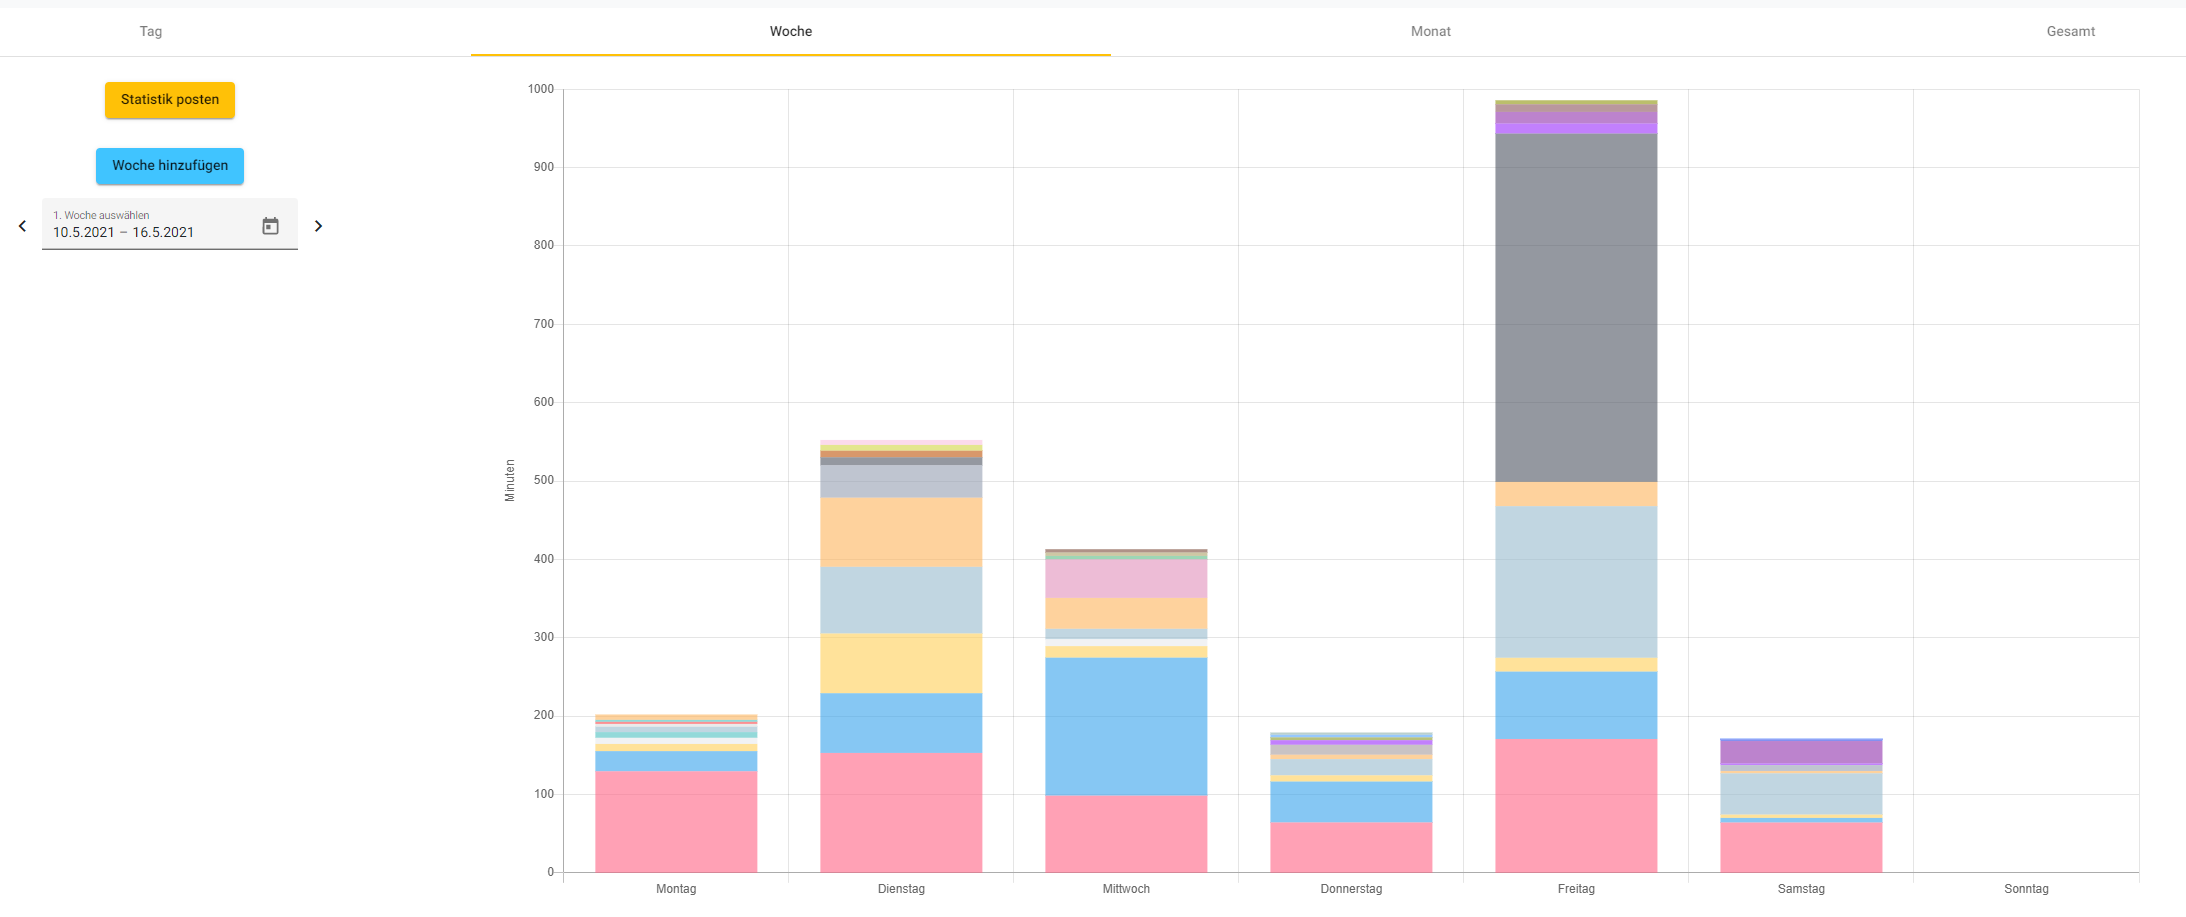 Tag
Woche
Monat
Gesamt
Statistik posten
Woche hinzufügen
1. Woche auswählen
10.5.2021 – 16.5.2021
1000
900
800
700
600
500
400
300
200
100
0
Minuten
Montag
Dienstag
Mittwoch
Donnerstag
Freitag
Samstag
Sonntag